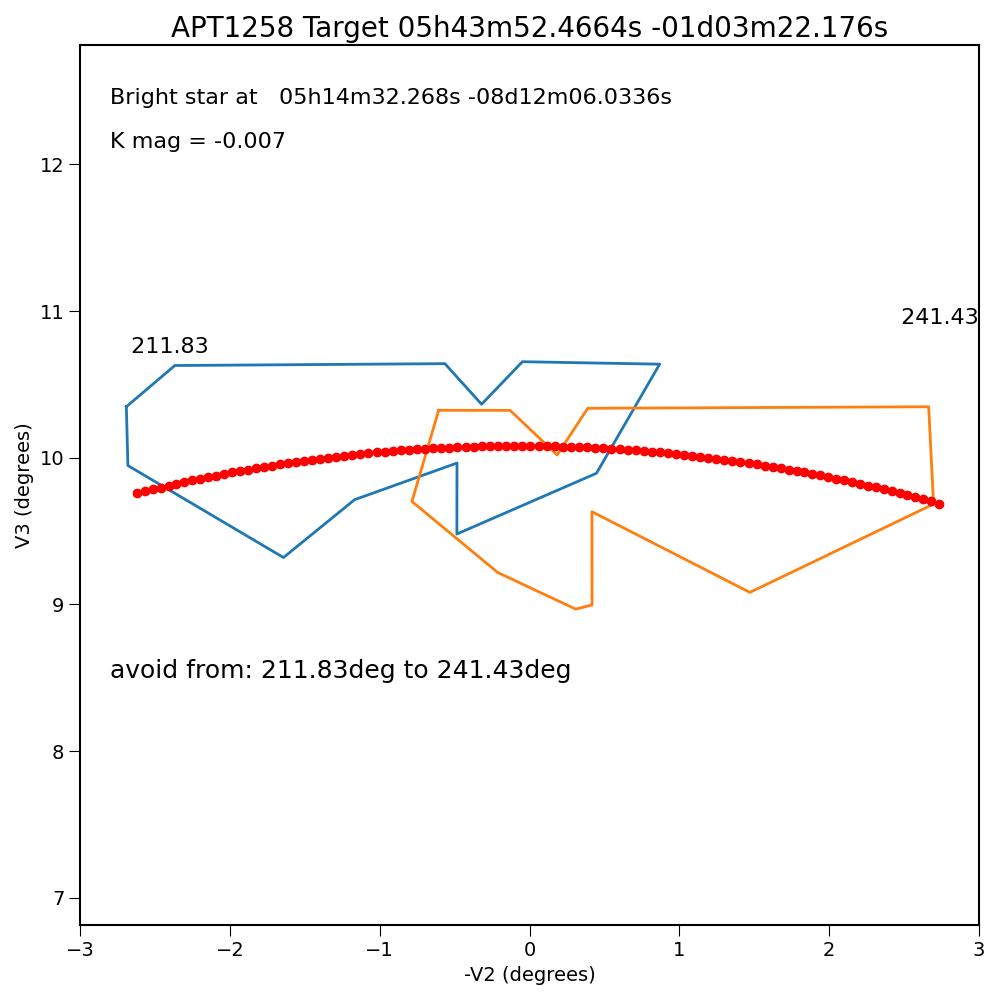 APT1258 Target 05h43m52.4664s -01d03m22.176s
Bright star at   05h14m32.268s -08d12m06.0336s
K mag = -0.007
12
11
241.43
211.83
10
V3 (degrees)
9
avoid from: 211.83deg to 241.43deg
8
7
−3 −2 −1 0 1 2 3
-V2 (degrees)